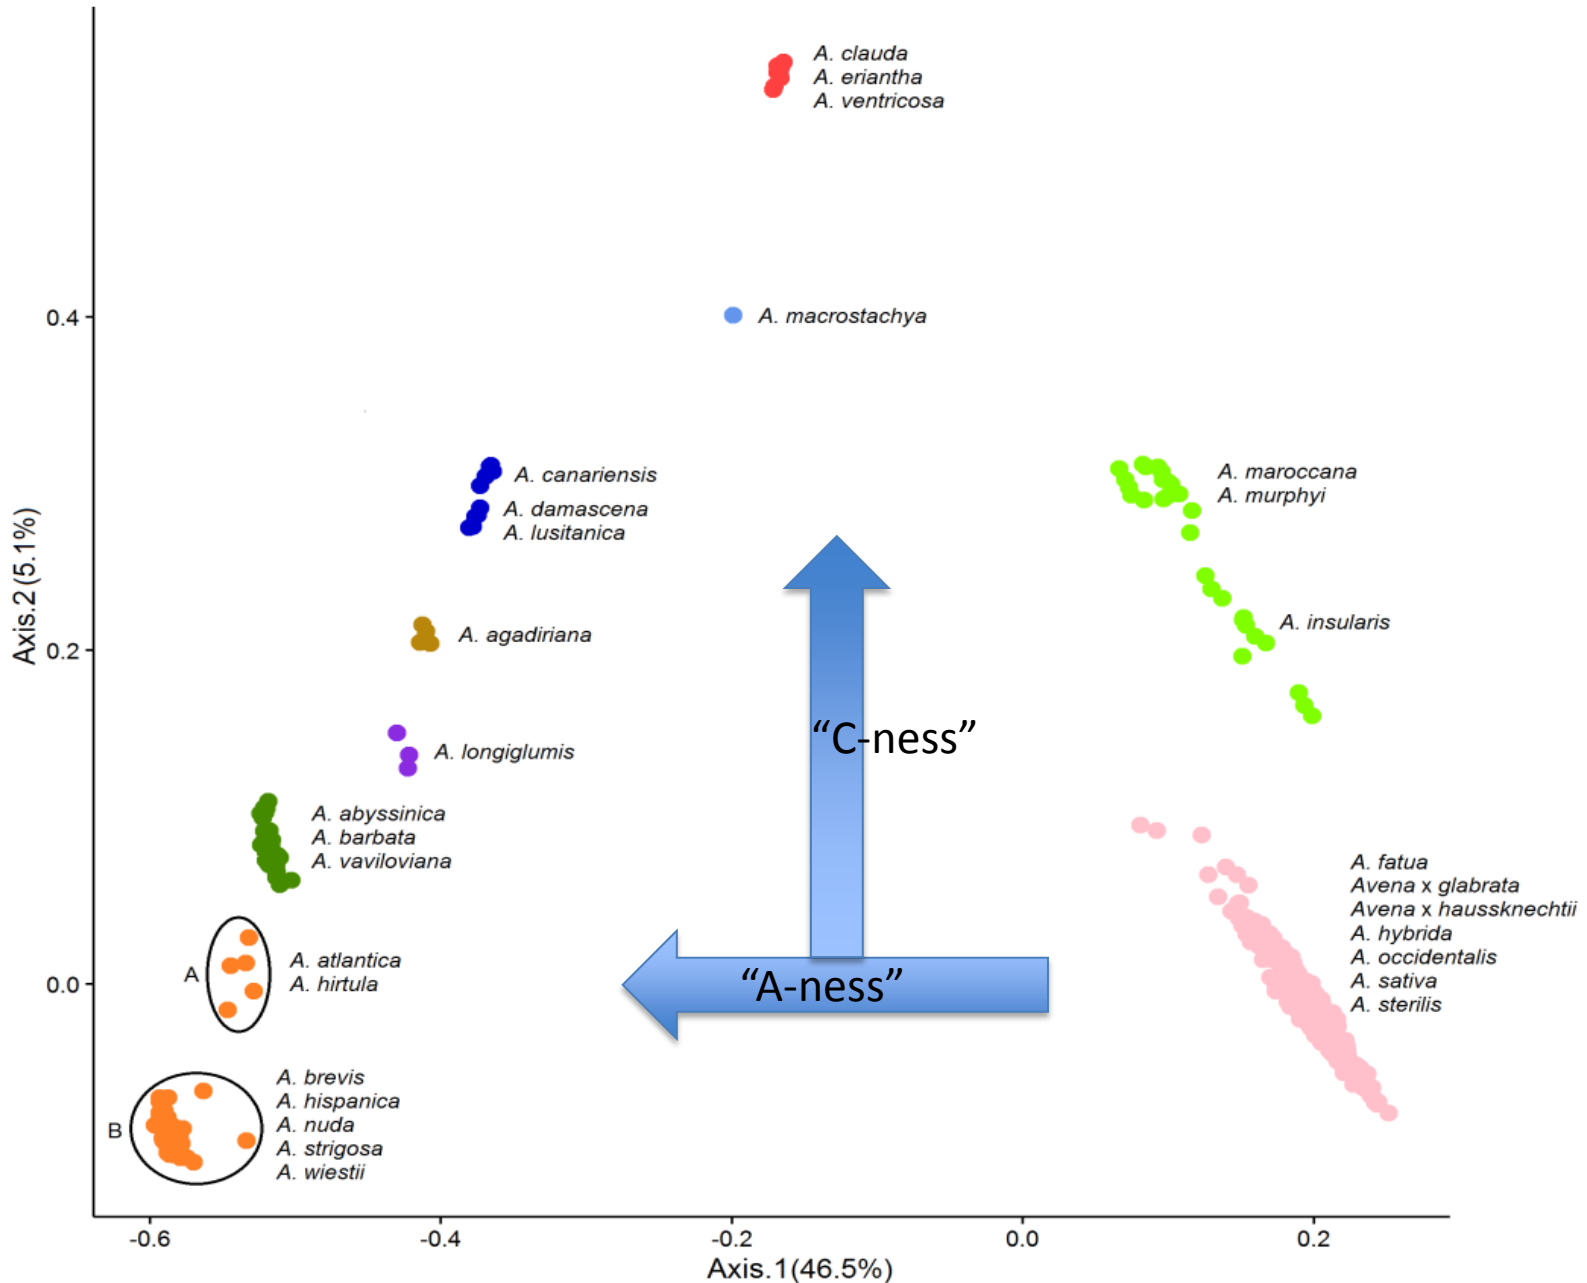 A. clauda
A. eriantha
A. ventricosa
0.4
A. macrostachya
A. canariensis
A. damascena
A. lusitanica
A. maroccana
A. murphyi
Axis.2 (5.1%)
0.2
A. agadiriana
A. insularis
“C-ness”
A. longiglumis
A. abyssinica
A. barbata
A. vaviloviana
A. fatua
Avena x glabrata
Avena x haussknechtii
A. hybrida
A. occidentalis
A. sativa
A. sterilis
0.0
A
A. atlantica
A. hirtula
“A-ness”
B
A. brevis
A. hispanica
A. nuda
A. strigosa
A. wiestii
-0.6
-0.4
-0.2
0.0
0.2
Axis.1(46.5%)